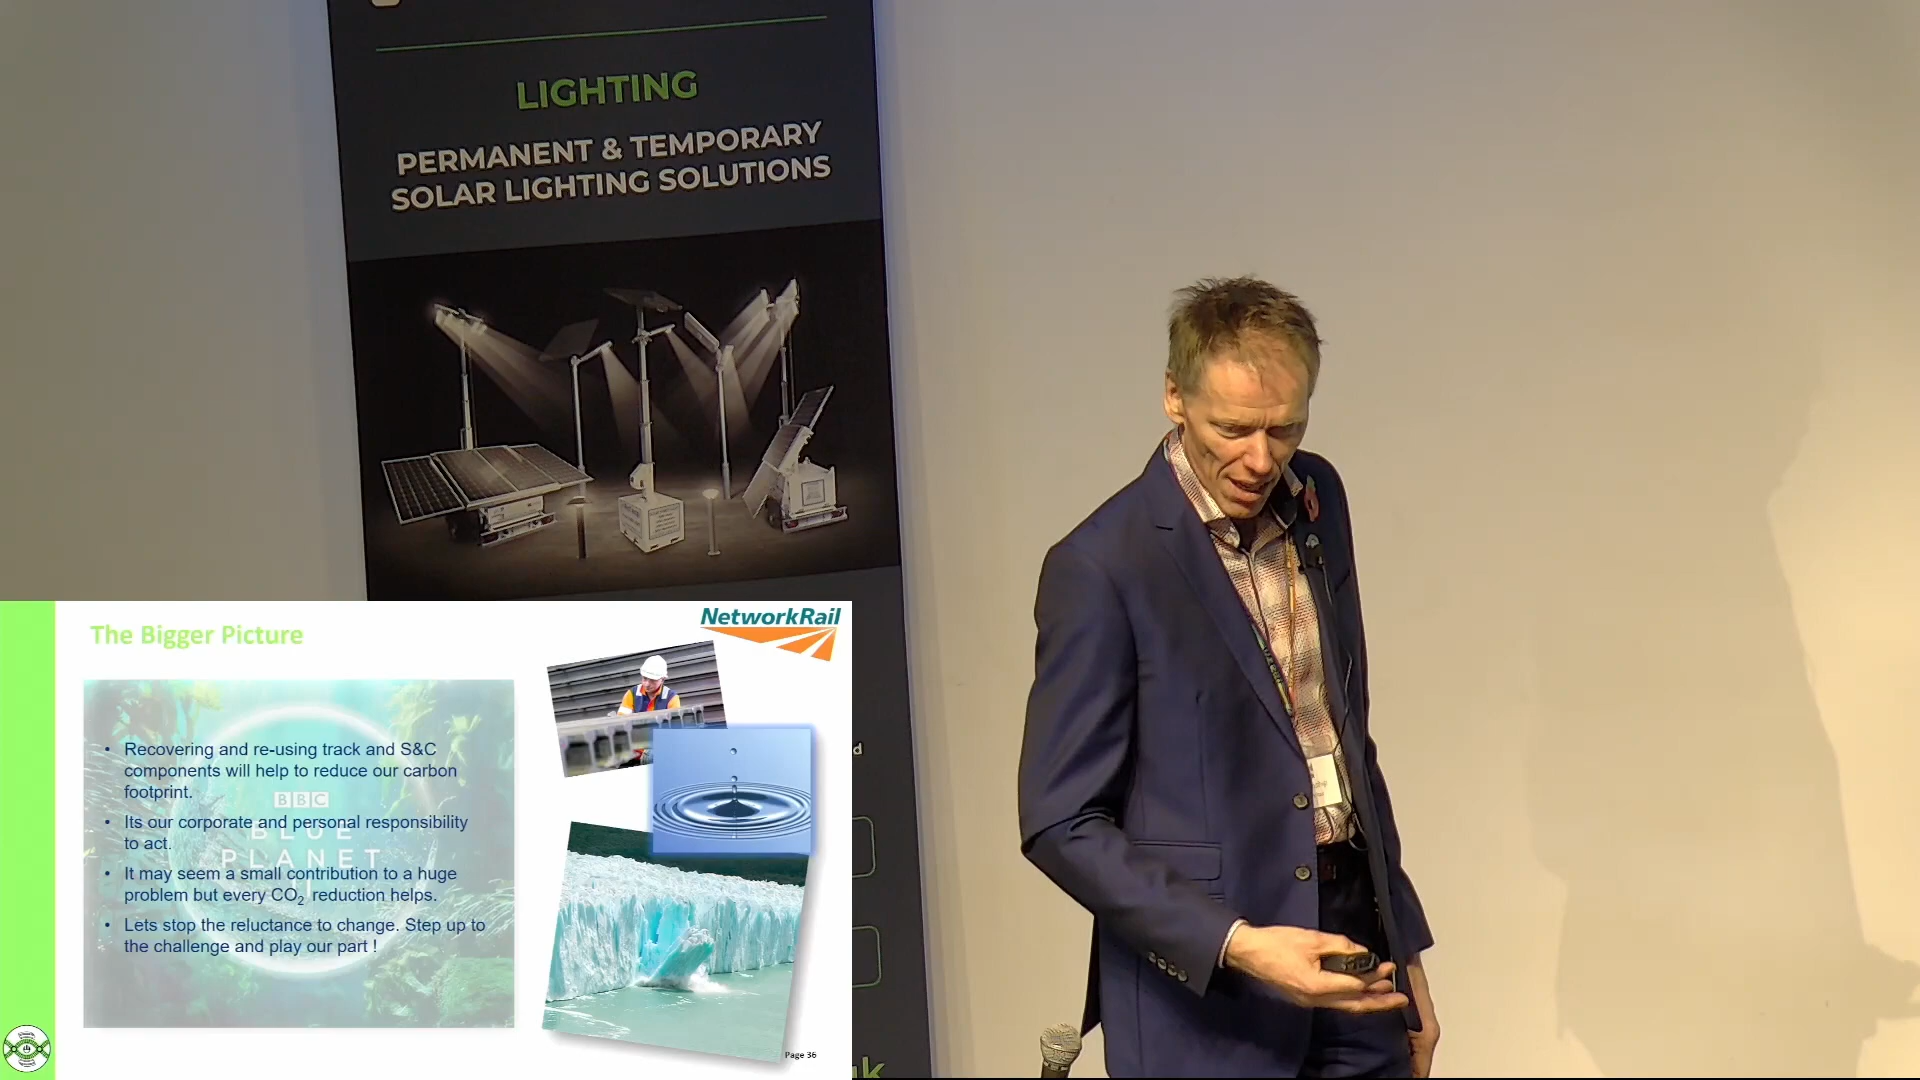 LIGHTING
PERMANENT & TEMPORARY
SOLAR LIGHTING SOLUTIONS
The Bigger Picture
NetworkRail
• Recovering and re-using track and S&C
components will help to reduce our carbon
footprint.
BBC
• Its our corporate and personal responsibility
to act.
BLUE
PLANET
• It may seem a small contribution to a huge
problem but every CO2 reduction helps.
• Lets stop the reluctance to change. Step up to
the challenge and play our part !
Page 36